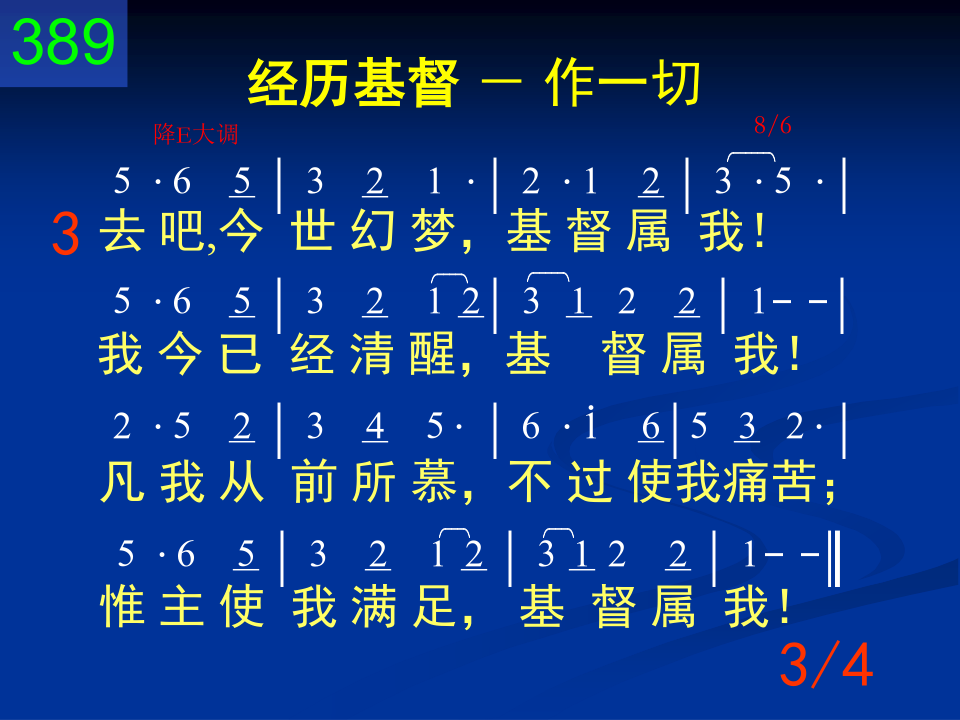 389
经历基督 － 作一切
降E大调 8/6
5 · 6 5 | 3 2 1 · | 2 · 1 2 | 3 · 5 · |
3 去 吧,今 世 幻 梦，基 督 属 我！
5 · 6 5 | 3 2 1 2 | 3 1 2 2 | 1－－ |
我 今 已 经 清 醒，基 督 属 我！
2 · 5 2 | 3 4 5 · | 6 · i 6 | 5 3 2 · |
凡 我 从 前 所 慕，不 过 使我痛苦；
5 · 6 5 | 3 2 1 2 | 3 1 2 2 | 1－－ ‖
惟 主 使 我 满 足，基 督 属 我！
3/4